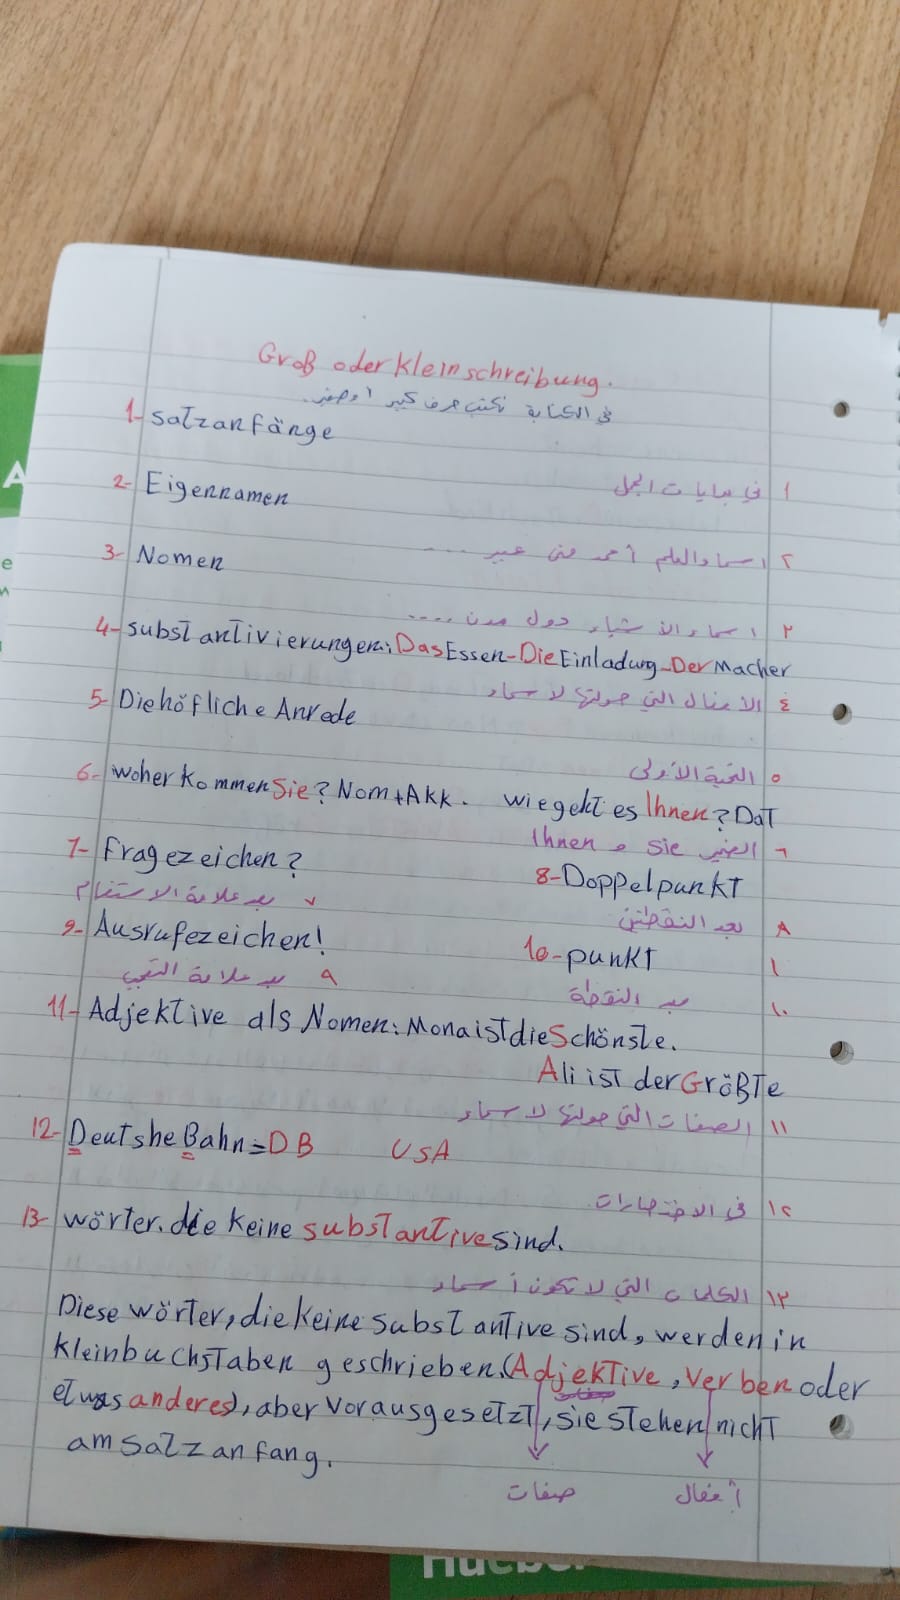 Groß oder kleinschreibung.
في الكتابة نكتب حرف كبير أو صغير.
1- satzanfänge
١ في بدايات الجمل
2- Eigennamen
٢ اسماء العلم أحمد منى عبير ....
3- Nomen
٣ اسماء الأشياء دول مدن ....
4- substantivierungen: Das Essen - Die Einladung - Der Macher
٤ الأفعال التي حولتها لأسماء
5- Die höfliche Anrede
٥ التحية الأولى
6- woher kommen Sie? Nom + Akk. wie geht es Ihnen? Dat
٦ الضمير Sie و Ihnen
7- Fragezeichen?
8- Doppelpunkt
٧ بعد علامة الاستفهام
٨ بعد النقطتين
9- Ausrufezeichen!
10- punkt
١
٩ بعد علامة التعجب
١٠ بعد النقطة
11- Adjektive als Nomen: Mona ist die Schönste.
Ali ist der Größte
١١ الصفات التي حولتها لأسماء
12- Deutshe Bahn = DB USA
١٢ في الاختصارات
13- wörter. die keine substantive sind.
١٣ الكلمات التي لا تكون أسماء
Diese wörter, die keine substantive sind, werden in
kleinbuchstaben geschrieben. (Adjektive, Verben oder
etwas anderes), aber vorausgesetzt, sie stehen nicht
am satzanfang.
صفات أفعال
Hueber